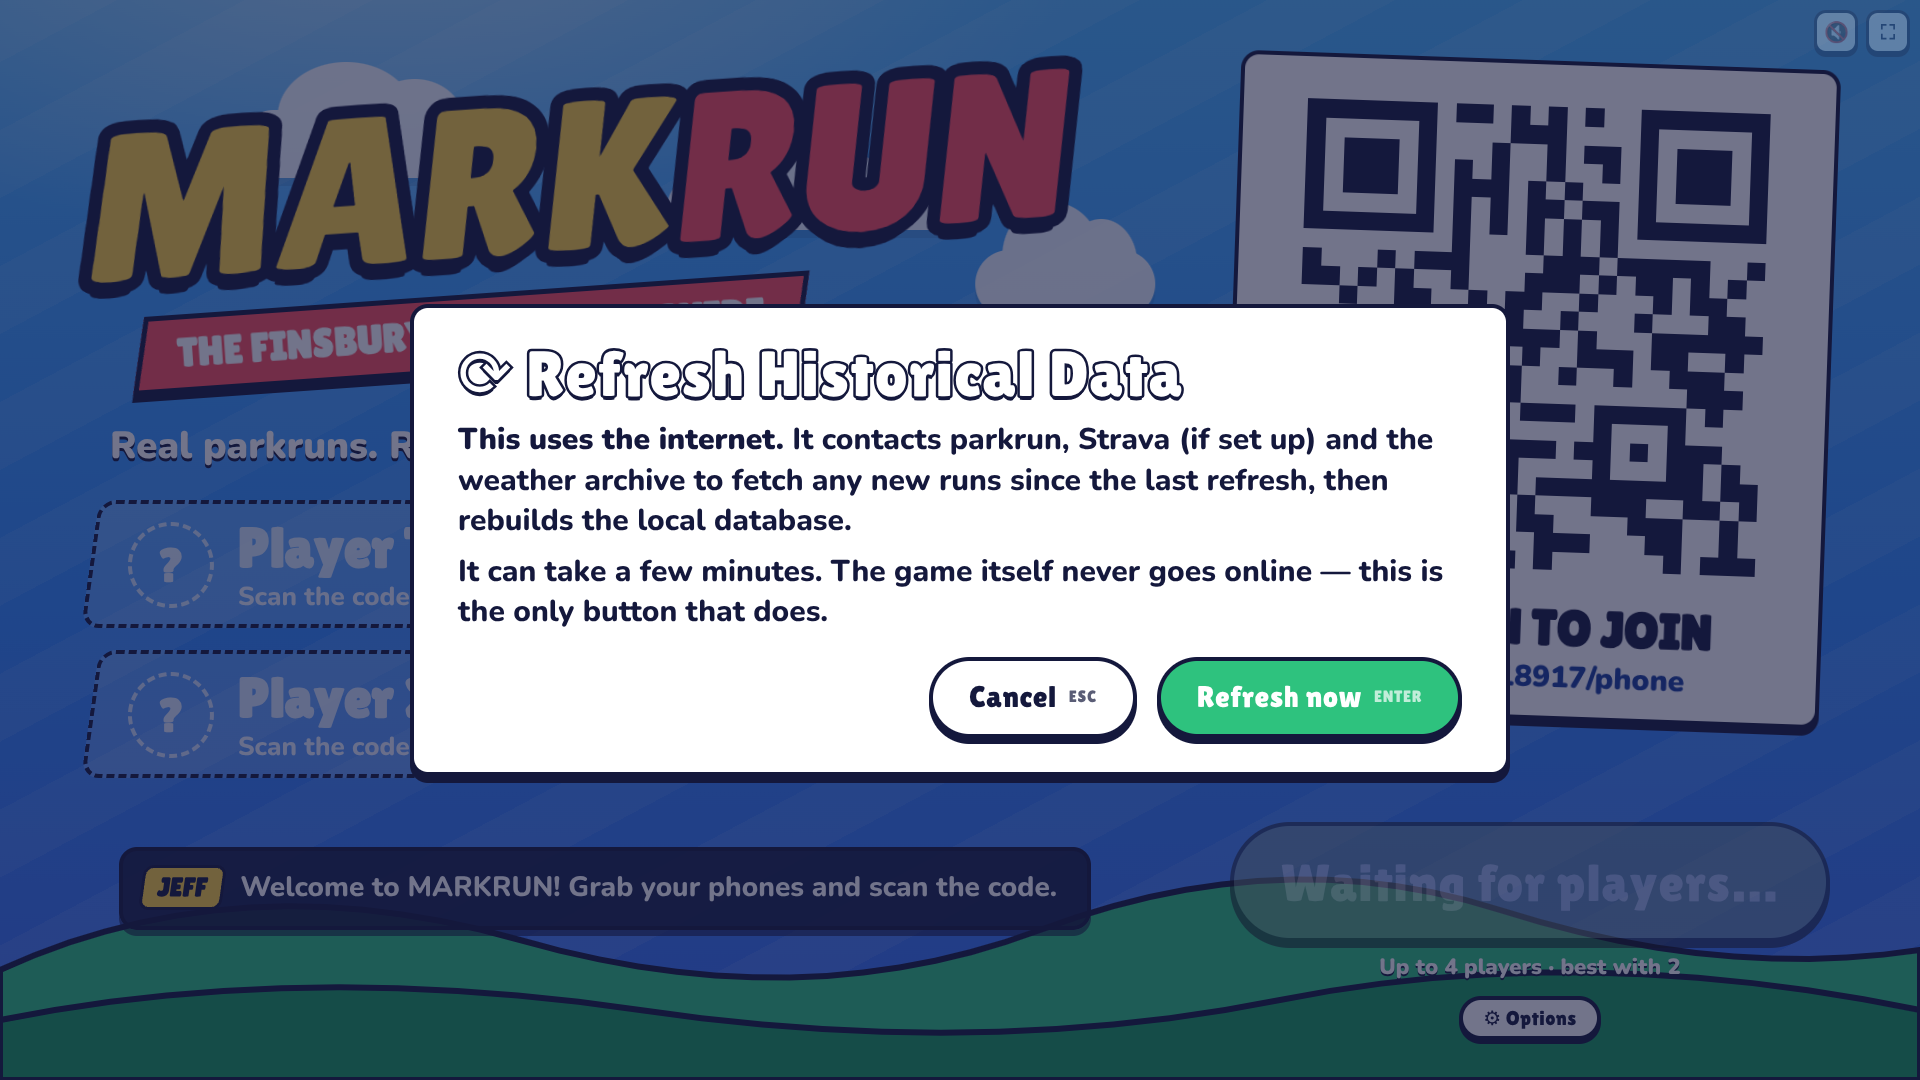 MARKRUN
THE FINSBURY
Real parkruns. R
Player
Scan the code
Player
Scan the code
⟳ Refresh Historical Data
This uses the internet. It contacts parkrun, Strava (if set up) and the
weather archive to fetch any new runs since the last refresh, then
rebuilds the local database.
It can take a few minutes. The game itself never goes online — this is
the only button that does.
Cancel ESC
Refresh now ENTER
TO JOIN
18917/phone
JEFF Welcome to MARKRUN! Grab your phones and scan the code.
Waiting for players...
Up to 4 players · best with 2
⚙ Options